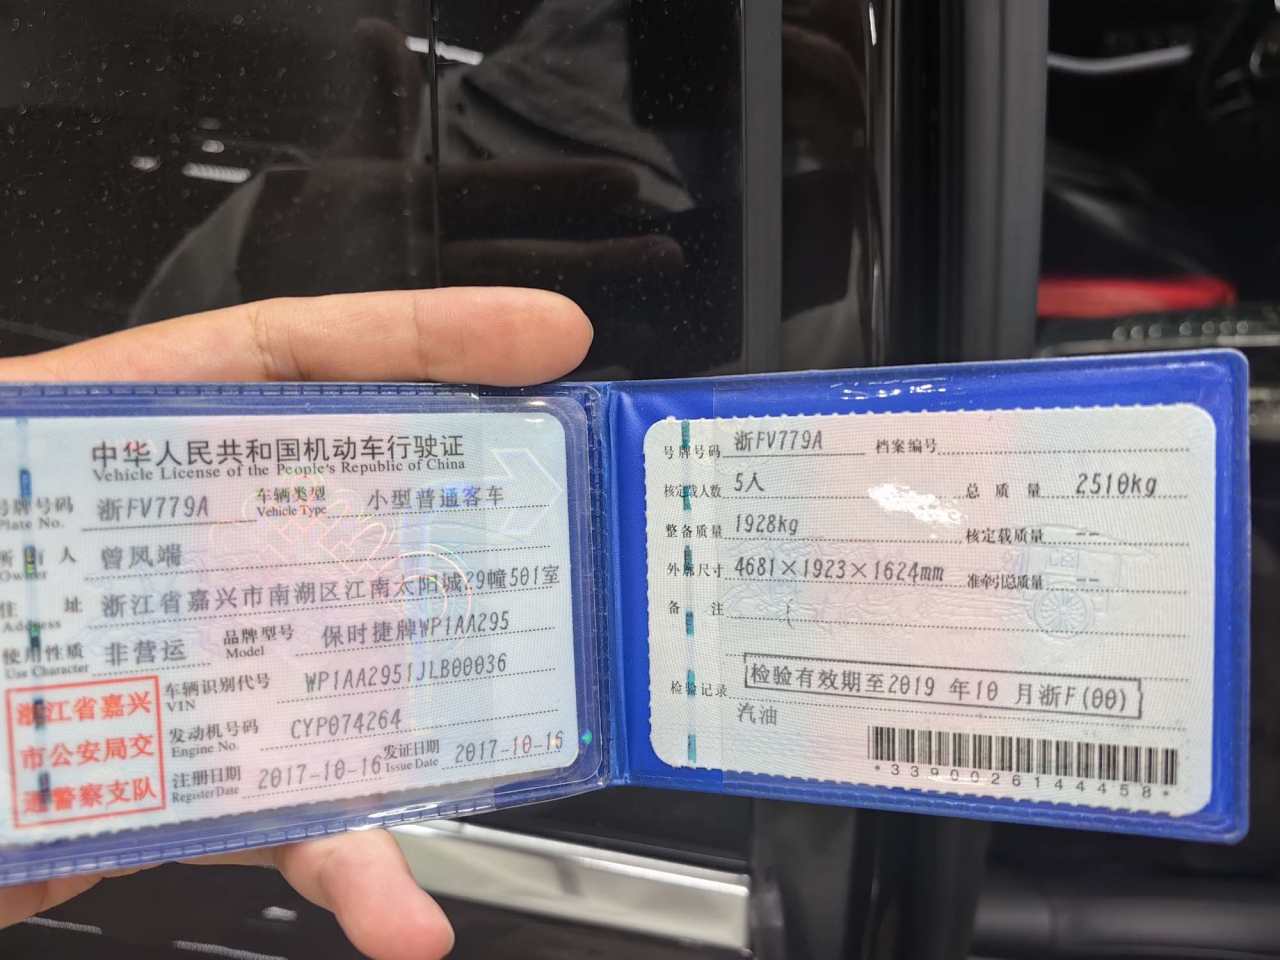 中华人民共和国机动车行驶证
Vehicle License of the People's Republic of China
号牌号码 浙FV779A 车辆类型 小型普通客车
Plate No. Vehicle Type
所有人 曾凤端
Owner
住址 浙江省嘉兴市南湖区江南太阳城29幢501室
Address
使用性质 非营运 品牌型号 保时捷牌WP1AA295
Use Character Model
浙江省嘉兴
市公安局交
通警察支队
车辆识别代号 WP1AA2951JLB00036
VIN
发动机号码 CYP074264
Engine No.
注册日期 2017-10-16 发证日期 2017-10-16
Register Date Issue Date
号牌号码 浙FV779A 档案编号
核定载人数 5人 总质量 2510kg
整备质量 1928kg 核定载质量 --
外廓尺寸 4681×1923×1624mm 准牵引总质量 --
备注
检验记录 检验有效期至2019年10月浙F(00)
汽油
*3390026144458*